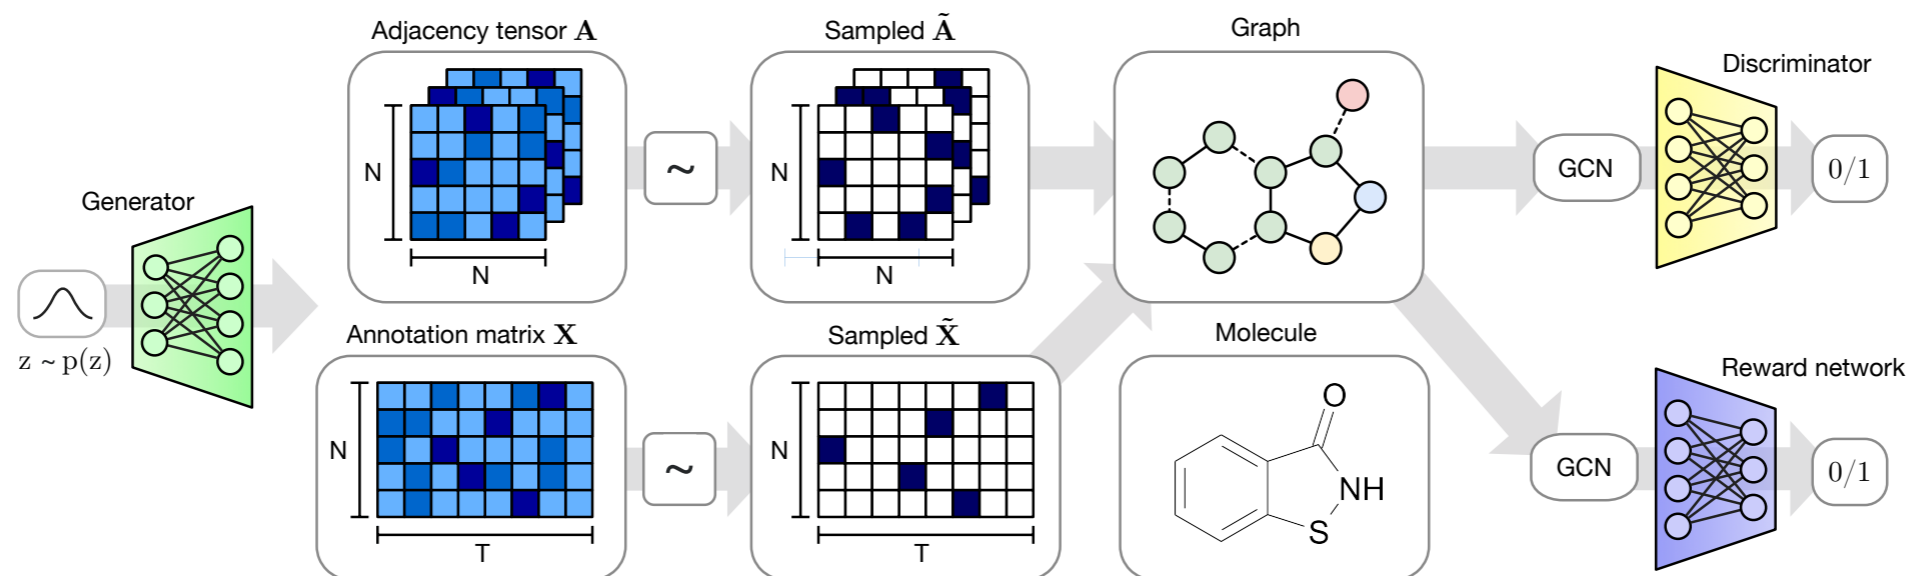 Adjacency tensor A
Sampled Ã
Graph
Discriminator
N
N
~
N
N
GCN
0/1
Generator
z ~ p(z)
Annotation matrix X
Sampled X̃
Molecule
Reward network
N
T
~
N
T
O
NH
S
GCN
0/1